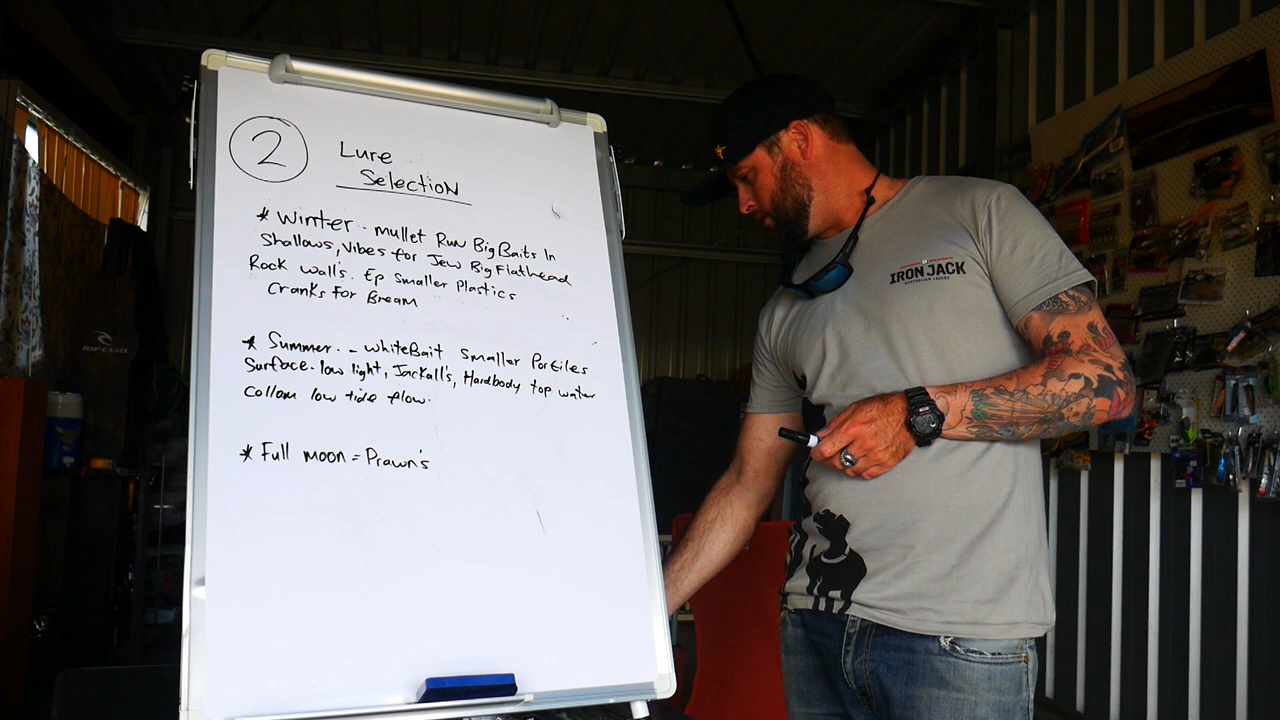 2
Lure
Selection
* Winter - mullet Run Big Baits In
Shallows, Vibes for Jew Big Flathead
Rock walls. Ep Smaller Plastics
Cranks For Bream
* Summer. - WhiteBait Smaller Porfiles
Surface - low light, Jackall's, Hardbody top water
Collom low tide flow.
* Full moon = Prawn's
IRON JACK
RIP CURL